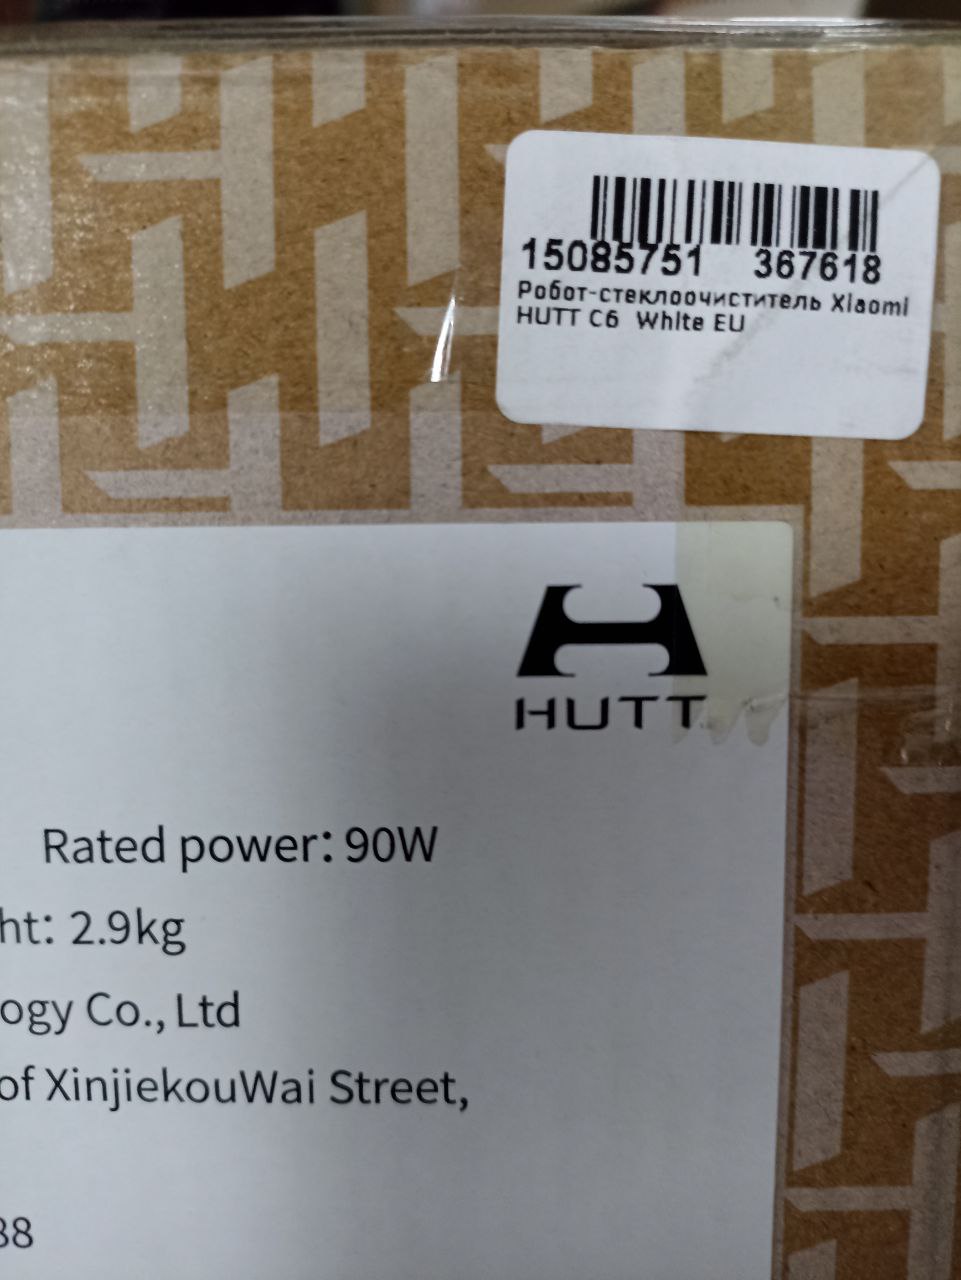 15085751 367618
Робот-стеклоочиститель Xiaomi
HUTT C6 White EU
HUTT
Rated power: 90W
ht: 2.9kg
ogy Co., Ltd
of XinjiekouWai Street,
88